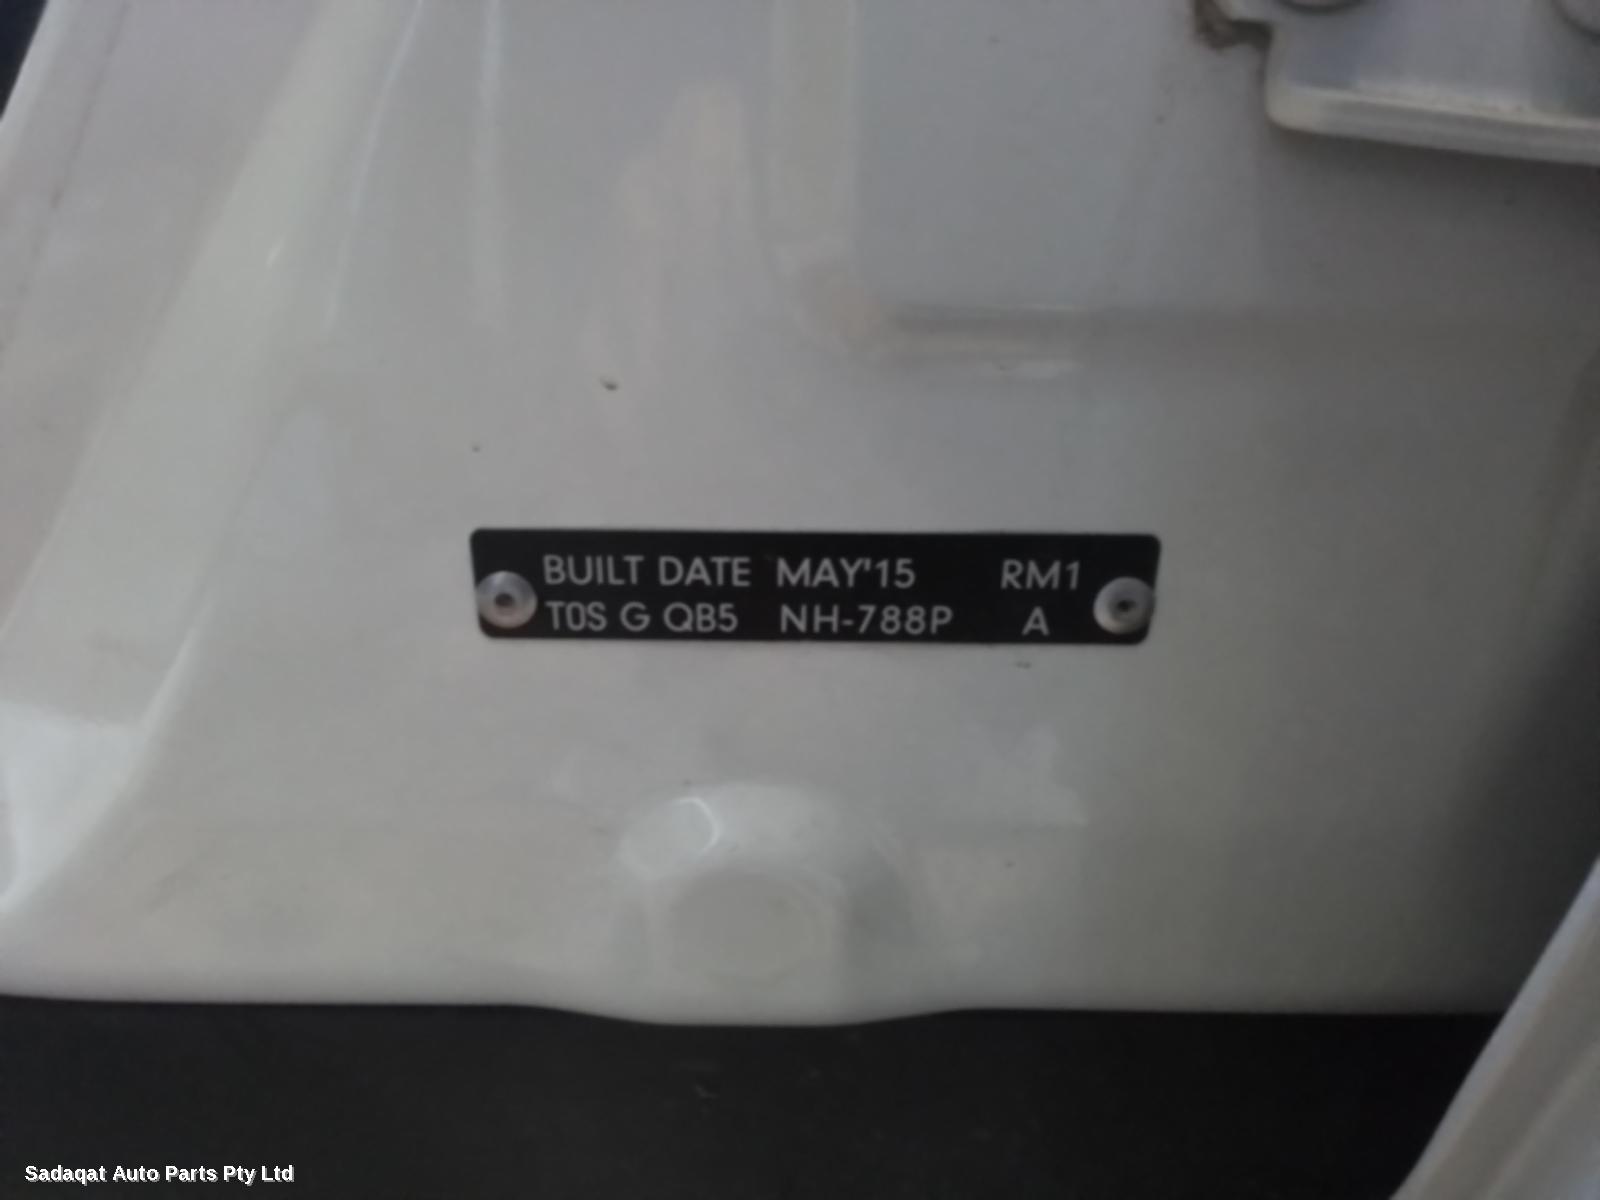 BUILT DATE MAY'15 RM1
T0S G QB5 NH-788P A
Sadaqat Auto Parts Pty Ltd